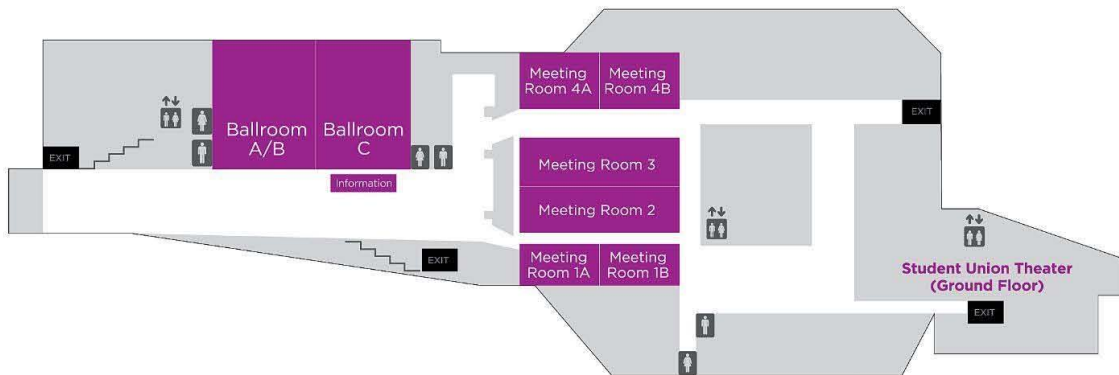 Meeting
Room 4A
Meeting
Room 4B
Ballroom
A/B
Ballroom
C
EXIT
EXIT
Meeting Room 3
Information
Meeting Room 2
Meeting
Room 1A
Meeting
Room 1B
EXIT
Student Union Theater
(Ground Floor)
EXIT